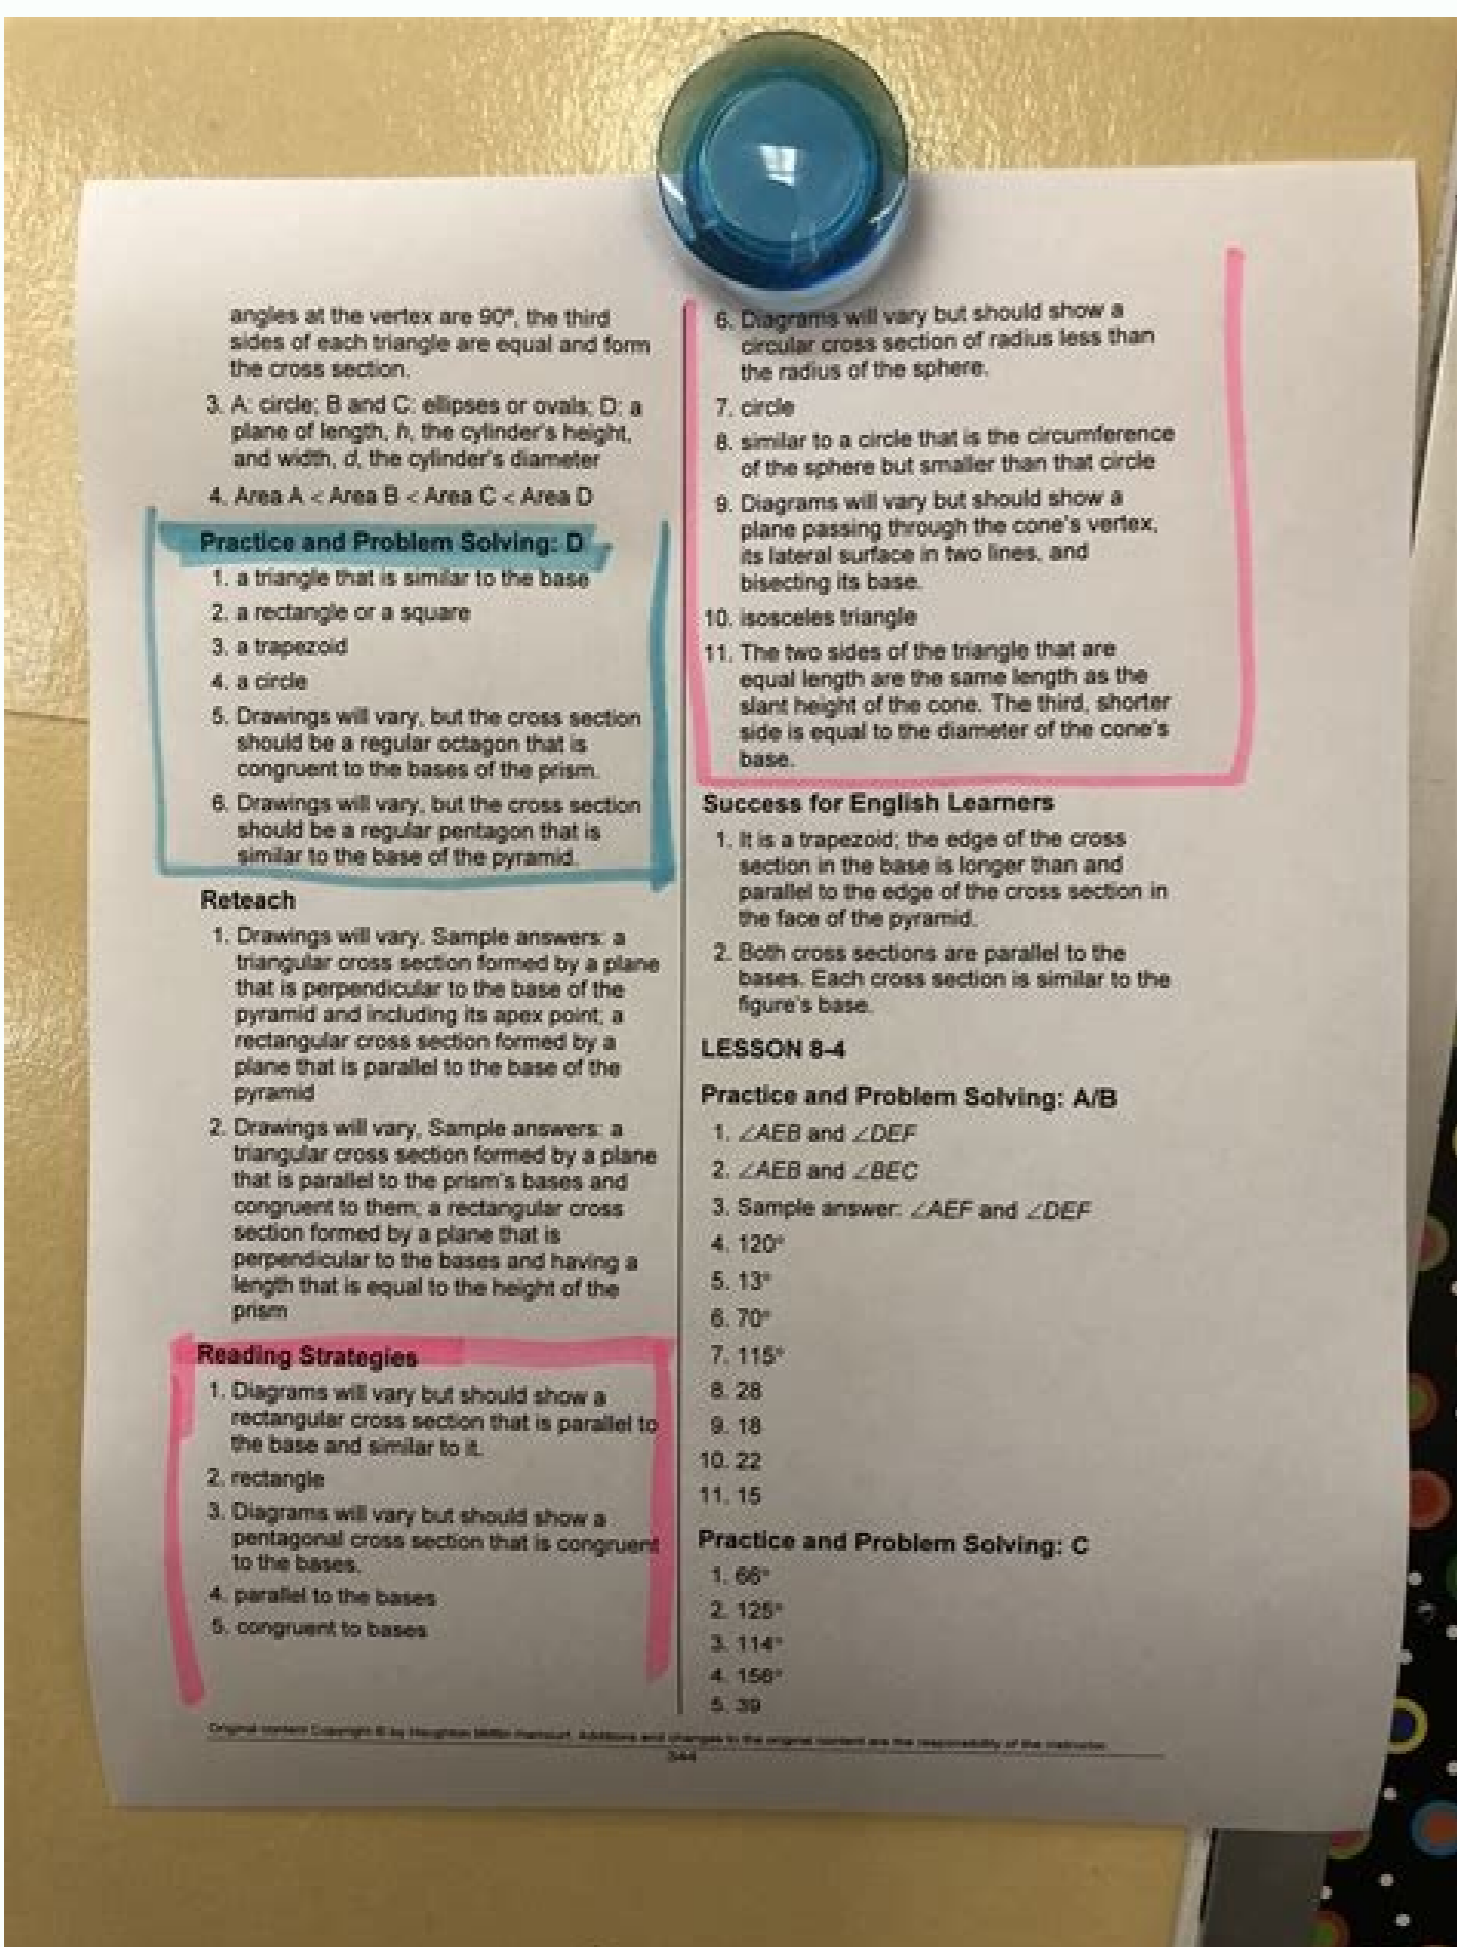 angles at the vertex are 90°, the third
sides of each triangle are equal and form
the cross section.
3. A: circle; B and C: ellipses or ovals; D: a
plane of length, h, the cylinder's height,
and width, d, the cylinder's diameter
4. Area A < Area B < Area C < Area D
Practice and Problem Solving: D
1. a triangle that is similar to the base
2. a rectangle or a square
3. a trapezoid
4. a circle
5. Drawings will vary, but the cross section
should be a regular octagon that is
congruent to the bases of the prism.
6. Drawings will vary, but the cross section
should be a regular pentagon that is
similar to the base of the pyramid.
Reteach
1. Drawings will vary. Sample answers: a
triangular cross section formed by a plane
that is perpendicular to the base of the
pyramid and including its apex point; a
rectangular cross section formed by a
plane that is parallel to the base of the
pyramid
2. Drawings will vary, Sample answers: a
triangular cross section formed by a plane
that is parallel to the prism's bases and
congruent to them; a rectangular cross
section formed by a plane that is
perpendicular to the bases and having a
length that is equal to the height of the
prism
Reading Strategies
1. Diagrams will vary but should show a
rectangular cross section that is parallel to
the base and similar to it.
2. rectangle
3. Diagrams will vary but should show a
pentagonal cross section that is congruent
to the bases.
4. parallel to the bases
5. congruent to bases
6. Diagrams will vary but should show a
circular cross section of radius less than
the radius of the sphere.
7. circle
8. similar to a circle that is the circumference
of the sphere but smaller than that circle
9. Diagrams will vary but should show a
plane passing through the cone's vertex,
its lateral surface in two lines, and
bisecting its base.
10. isosceles triangle
11. The two sides of the triangle that are
equal length are the same length as the
slant height of the cone. The third, shorter
side is equal to the diameter of the cone's
base.
Success for English Learners
1. It is a trapezoid; the edge of the cross
section in the base is longer than and
parallel to the edge of the cross section in
the face of the pyramid.
2. Both cross sections are parallel to the
bases. Each cross section is similar to the
figure's base.
LESSON 8-4
Practice and Problem Solving: A/B
1. ∠AEB and ∠DEF
2. ∠AEB and ∠BEC
3. Sample answer: ∠AEF and ∠DEF
4. 120°
5. 13°
6. 70°
7. 115°
8. 28
9. 18
10. 22
11. 15
Practice and Problem Solving: C
1. 66°
2. 125°
3. 114°
4. 156°
5. 39
Original content Copyright © by Houghton Mifflin Harcourt. Additions and changes to the original content are the responsibility of the instructor.
344